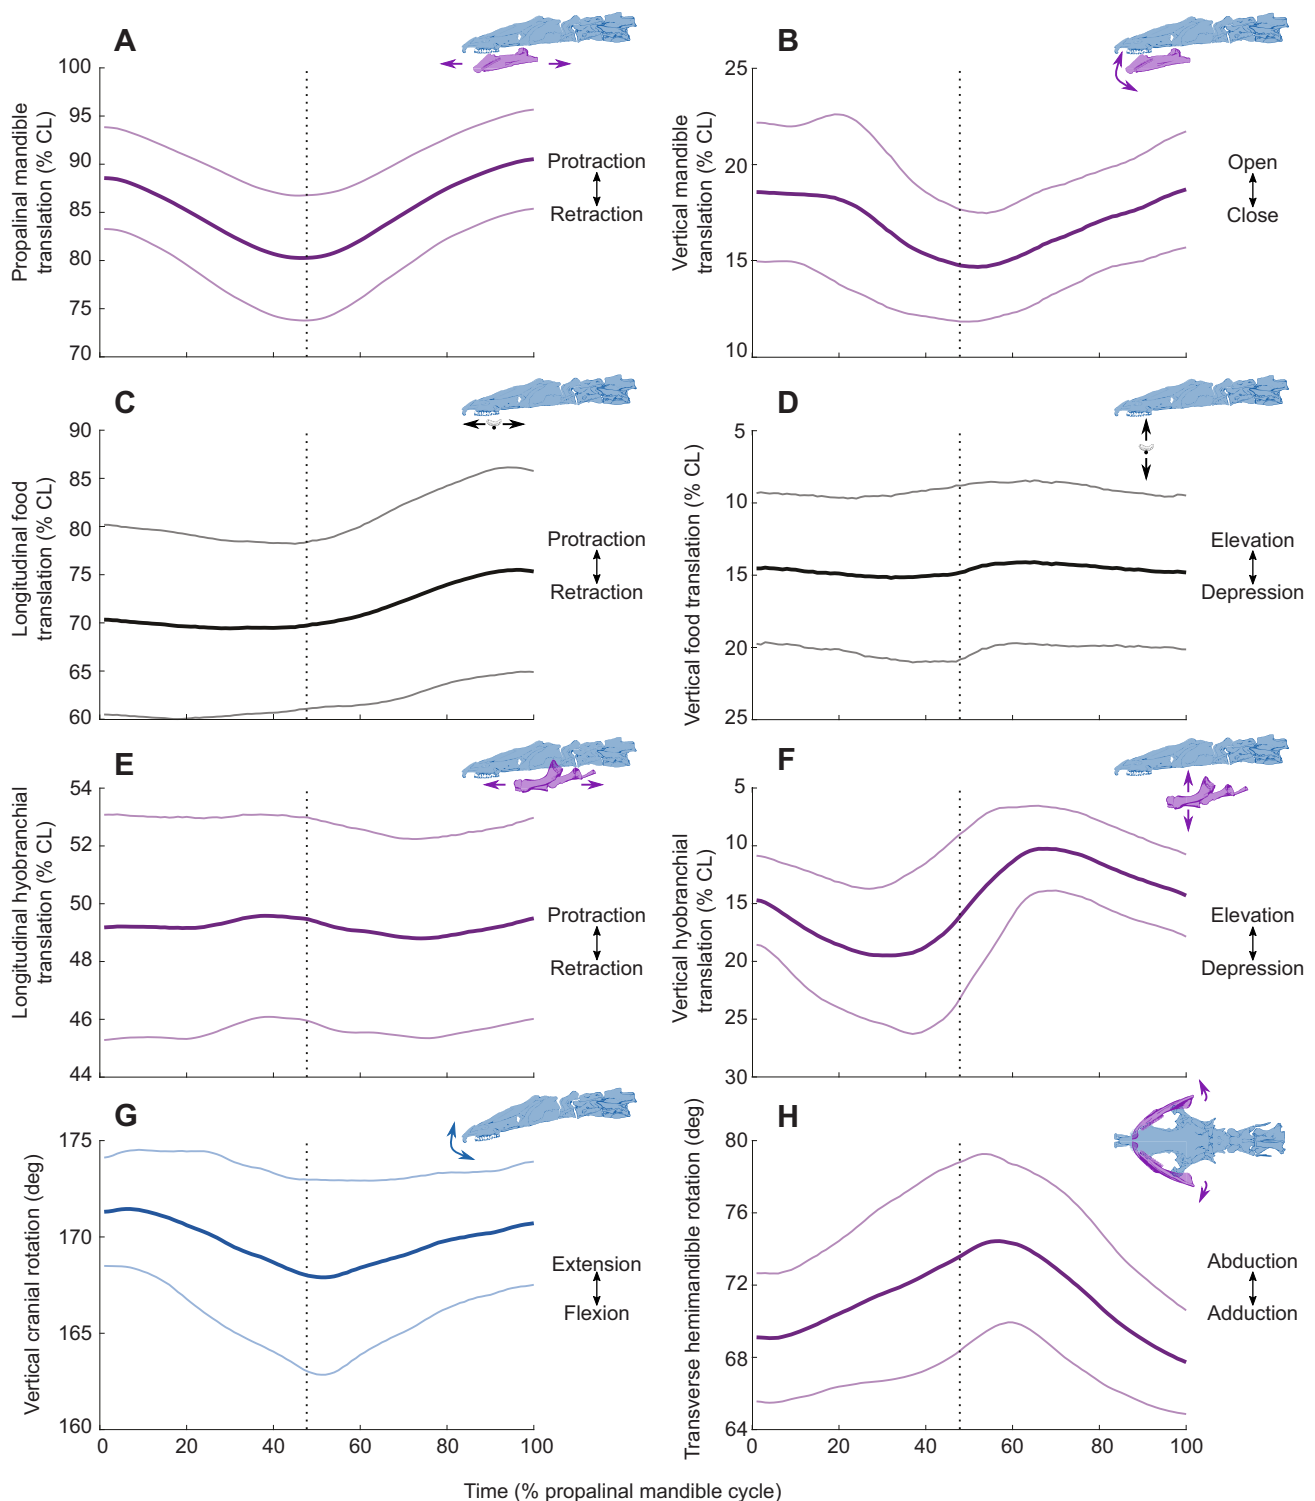 A
Propalinal mandible
translation (% CL)
100
95
90
85
80
75
70
Protraction
Retraction
B
Vertical mandible
translation (% CL)
25
20
15
10
Open
Close
C
Longitudinal food
translation (% CL)
90
85
80
75
70
65
60
Protraction
Retraction
D
Vertical food translation (% CL)
5
10
15
20
25
Elevation
Depression
E
Longitudinal hyobranchial
translation (% CL)
54
52
50
48
46
44
Protraction
Retraction
F
Vertical hyobranchial
translation (% CL)
5
10
15
20
25
30
Elevation
Depression
G
Vertical cranial rotation (deg)
175
170
165
160
Extension
Flexion
0 20 40 60 80 100
H
Transverse hemimandible rotation (deg)
80
76
72
68
64
Abduction
Adduction
0 20 40 60 80 100
Time (% propalinal mandible cycle)